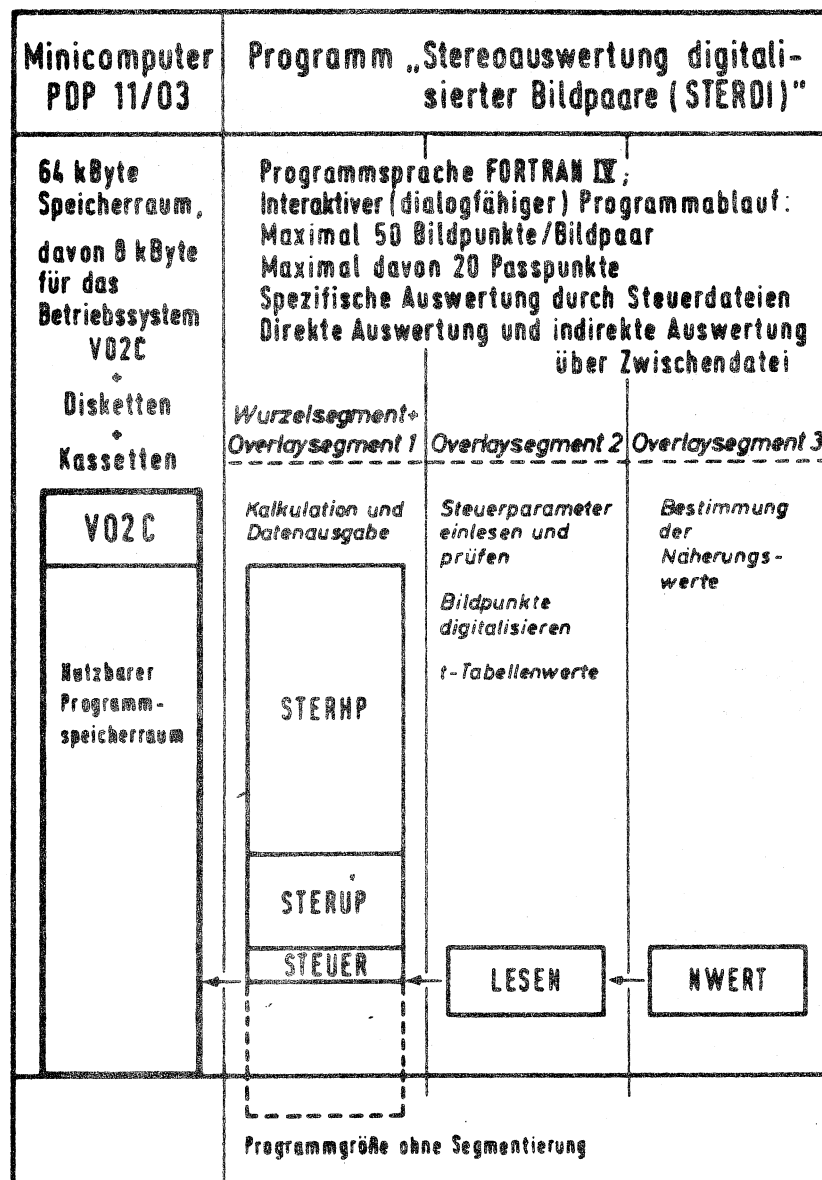 Minicomputer
PDP 11/03
Programm „Stereoauswertung digitali-
sierter Bildpaare (STERDI)"
64 kByte
Speicherraum,
davon 8 kByte
für das
Betriebssystem
V02C
+
Disketten
+
Kassetten
Programmsprache FORTRAN IV;
Interaktiver (dialogfähiger) Programmablauf:
Maximal 50 Bildpunkte/Bildpaar
Maximal davon 20 Passpunkte
Spezifische Auswertung durch Steuerdateien
Direkte Auswertung und indirekte Auswertung
über Zwischendatei
Wurzelsegment+
Overlaysegment 1
Overlaysegment 2
Overlaysegment 3
V02C
Nutzbarer
Programm-
speicherraum
Kalkulation und
Datenausgabe
STERHP
STERUP
STEUER
Steuerparameter
einlesen und
prüfen
Bildpunkte
digitalisieren
t-Tabellenwerte
LESEN
Bestimmung
der
Näherungs-
werte
NWERT
Programmgröße ohne Segmentierung